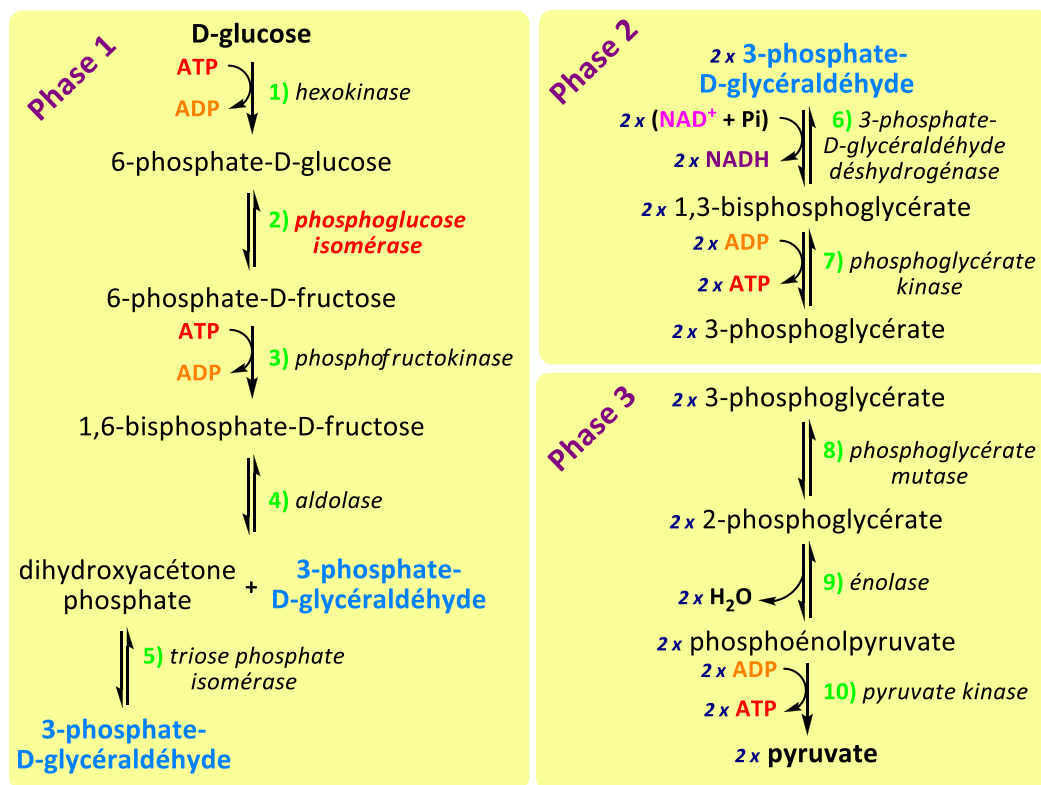 Phase 1
D-glucose
ATP
ADP
1) hexokinase
6-phosphate-D-glucose
2) phosphoglucose
isomérase
6-phosphate-D-fructose
ATP
ADP
3) phosphofructokinase
1,6-bisphosphate-D-fructose
4) aldolase
dihydroxyacétone
phosphate
+
3-phosphate-
D-glycéraldéhyde
5) triose phosphate
isomérase
3-phosphate-
D-glycéraldéhyde
Phase 2
2 x 3-phosphate-
D-glycéraldéhyde
2 x (NAD+ + Pi)
2 x NADH
6) 3-phosphate-
D-glycéraldéhyde
déshydrogénase
2 x 1,3-bisphosphoglycérate
2 x ADP
2 x ATP
7) phosphoglycérate
kinase
2 x 3-phosphoglycérate
Phase 3
2 x 3-phosphoglycérate
8) phosphoglycérate
mutase
2 x 2-phosphoglycérate
2 x H2O
9) énolase
2 x phosphoénolpyruvate
2 x ADP
2 x ATP
10) pyruvate kinase
2 x pyruvate